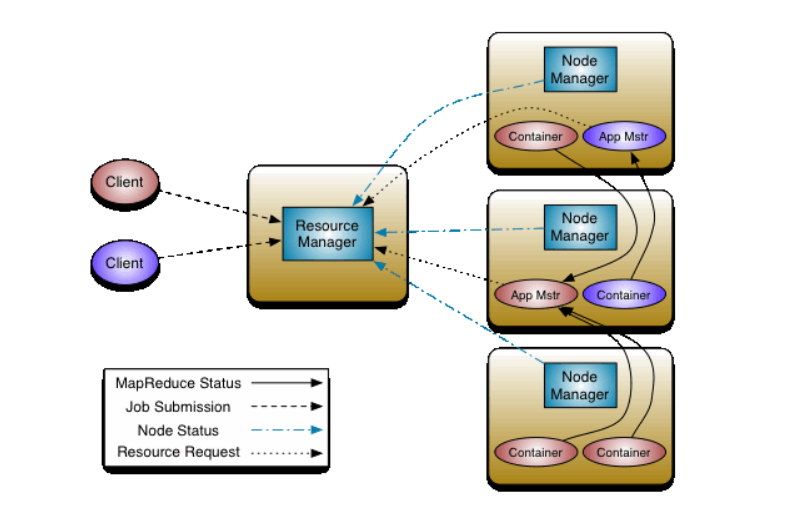 Node
Manager
Container
App Mstr
Client
Resource
Manager
Node
Manager
Client
App Mstr
Container
Node
Manager
MapReduce Status
Job Submission
Node Status
Resource Request
Container
Container